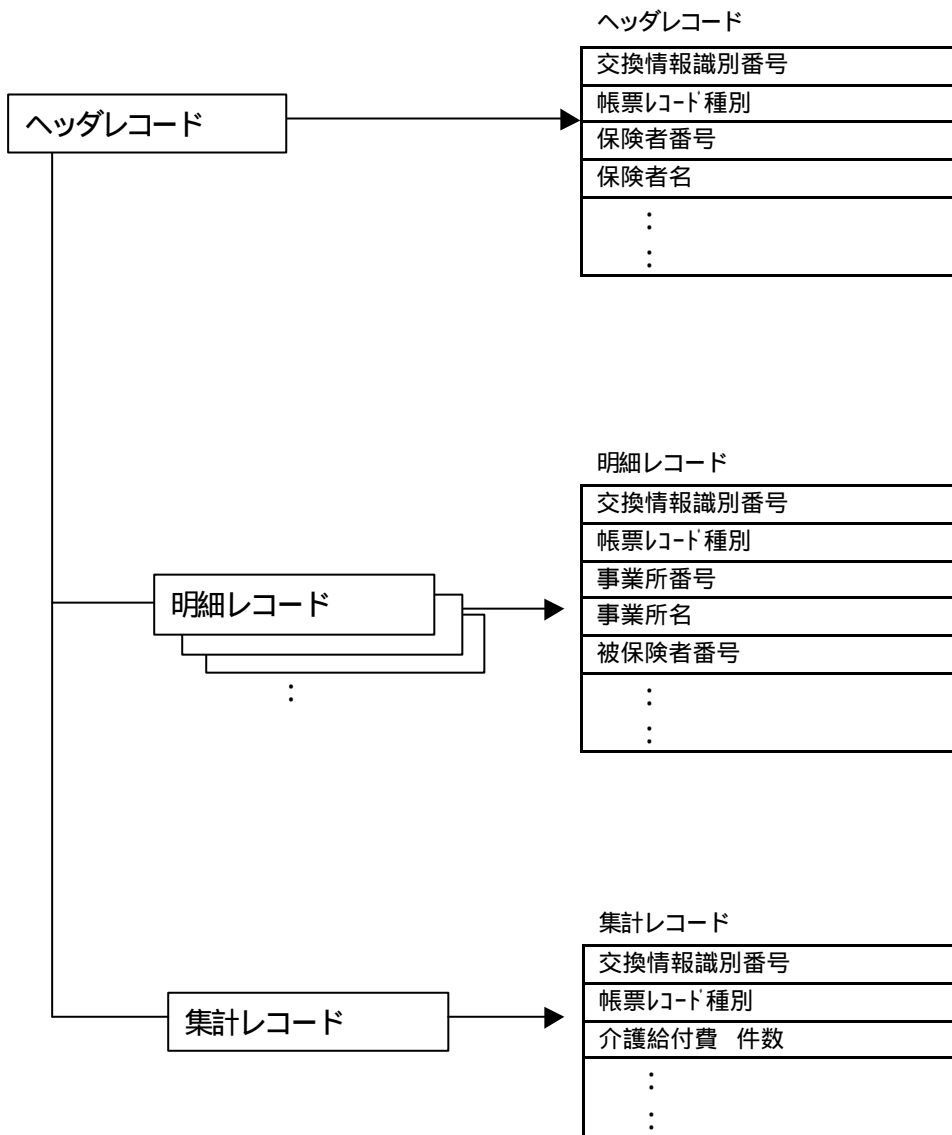 ヘッダレコード
ヘッダレコード
交換情報識別番号
帳票ﾚｺｰﾄﾞ種別
保険者番号
保険者名
：
：
明細レコード
：
明細レコード
交換情報識別番号
帳票ﾚｺｰﾄﾞ種別
事業所番号
事業所名
被保険者番号
：
：
集計レコード
集計レコード
交換情報識別番号
帳票ﾚｺｰﾄﾞ種別
介護給付費　件数
：
：